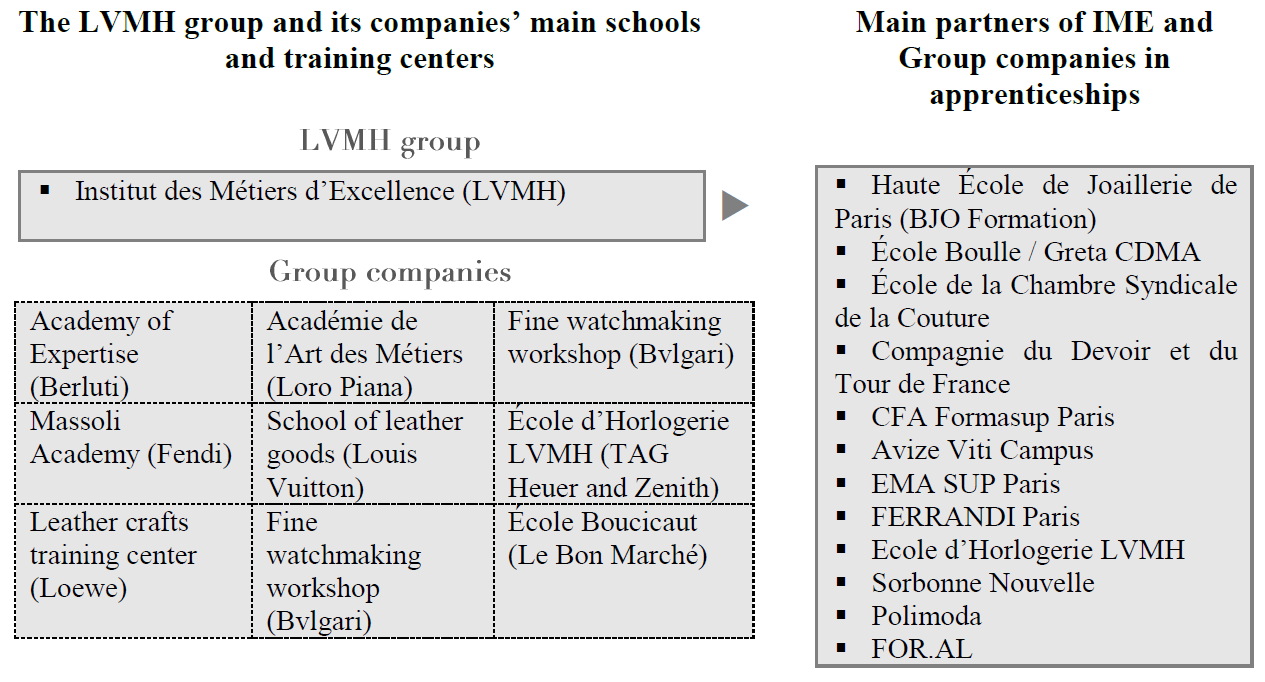 The LVMH group and its companies’ main schools
and training centers
LVMH group
▪ Institut des Métiers d’Excellence (LVMH)
Group companies
Academy of
Expertise
(Berluti)
Académie de
l’Art des Métiers
(Loro Piana)
Fine watchmaking
workshop (Bvlgari)
Massoli
Academy (Fendi)
School of leather
goods (Louis
Vuitton)
École d’Horlogerie
LVMH (TAG
Heuer and Zenith)
Leather crafts
training center
(Loewe)
Fine
watchmaking
workshop
(Bvlgari)
École Boucicaut
(Le Bon Marché)
Main partners of IME and
Group companies in
apprenticeships
▪ Haute École de Joaillerie de
Paris (BJO Formation)
▪ École Boulle / Greta CDMA
▪ École de la Chambre Syndicale
de la Couture
▪ Compagnie du Devoir et du
Tour de France
▪ CFA Formasup Paris
▪ Avize Viti Campus
▪ EMA SUP Paris
▪ FERRANDI Paris
▪ Ecole d’Horlogerie LVMH
▪ Sorbonne Nouvelle
▪ Polimoda
▪ FOR.AL